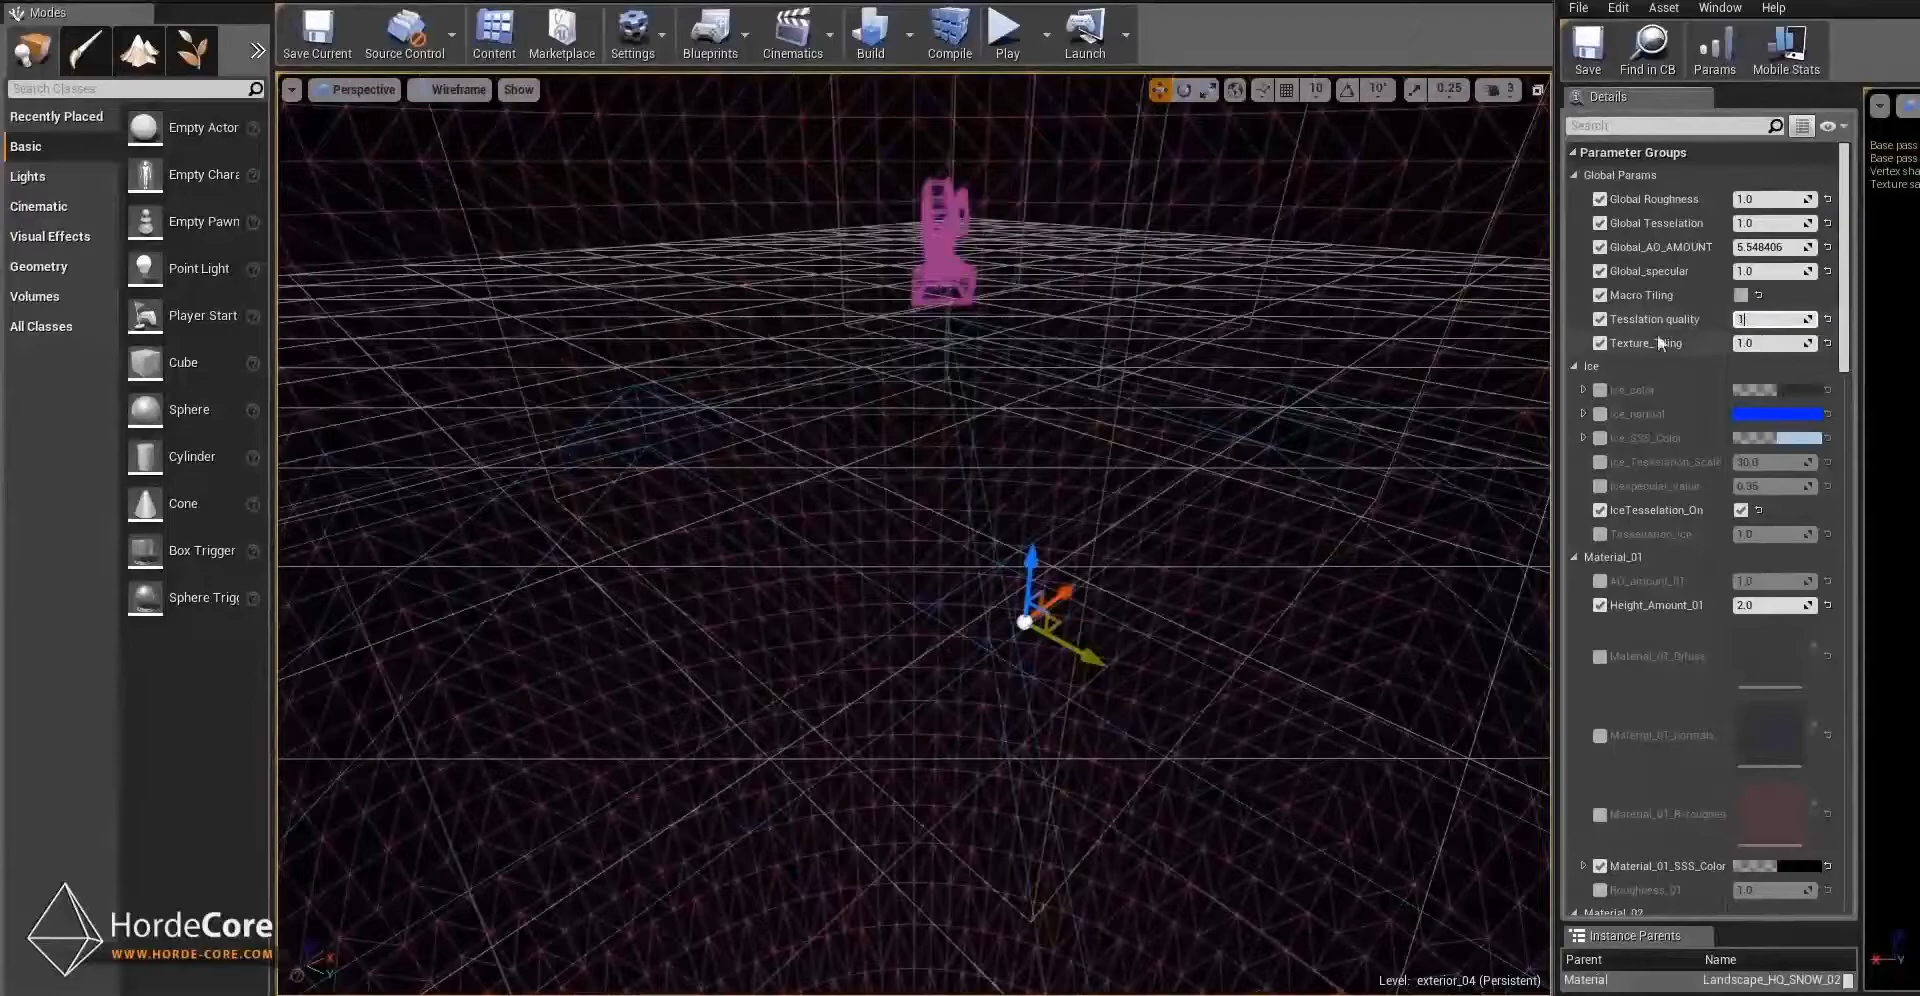 Modes
Search Classes
Recently Placed
Basic
Lights
Cinematic
Visual Effects
Geometry
Volumes
All Classes
Empty Actor
Empty Chara
Empty Pawn
Point Light
Player Start
Cube
Sphere
Cylinder
Cone
Box Trigger
Sphere Trigg
HordeCore
WWW.HORDE-CORE.COM
Save Current
Source Control
Content
Marketplace
Settings
Blueprints
Cinematics
Build
Compile
Play
Launch
Perspective
Wireframe
Show
10
10°
0.25
3
Level: exterior_04 (Persistent)
File Edit Asset Window Help
Save
Find in CB
Params
Mobile Stats
Details
Search
Parameter Groups
Global Params
Global Roughness 1.0
Global Tesselation 1.0
Global_AO_AMOUNT 5.548406
Global_specular 1.0
Macro Tiling
Tesslation quality 1
1.0
Ice
Ice_color
Ice_normal
Ice_SSS_Color
Ice_Tesselation_Scale 30.0
0.35
IceTesselation_On
Tessellation_Ice 1.0
Material_01
AO_amount_01 1.0
Height_Amount_01 2.0
Material_01_SSS_Color
Roughness_01 1.0
Material_02
Instance Parents
Parent Name
Material Landscape_HQ_SNOW_02
Base pass
Base pass
Vertex sha
Texture sa